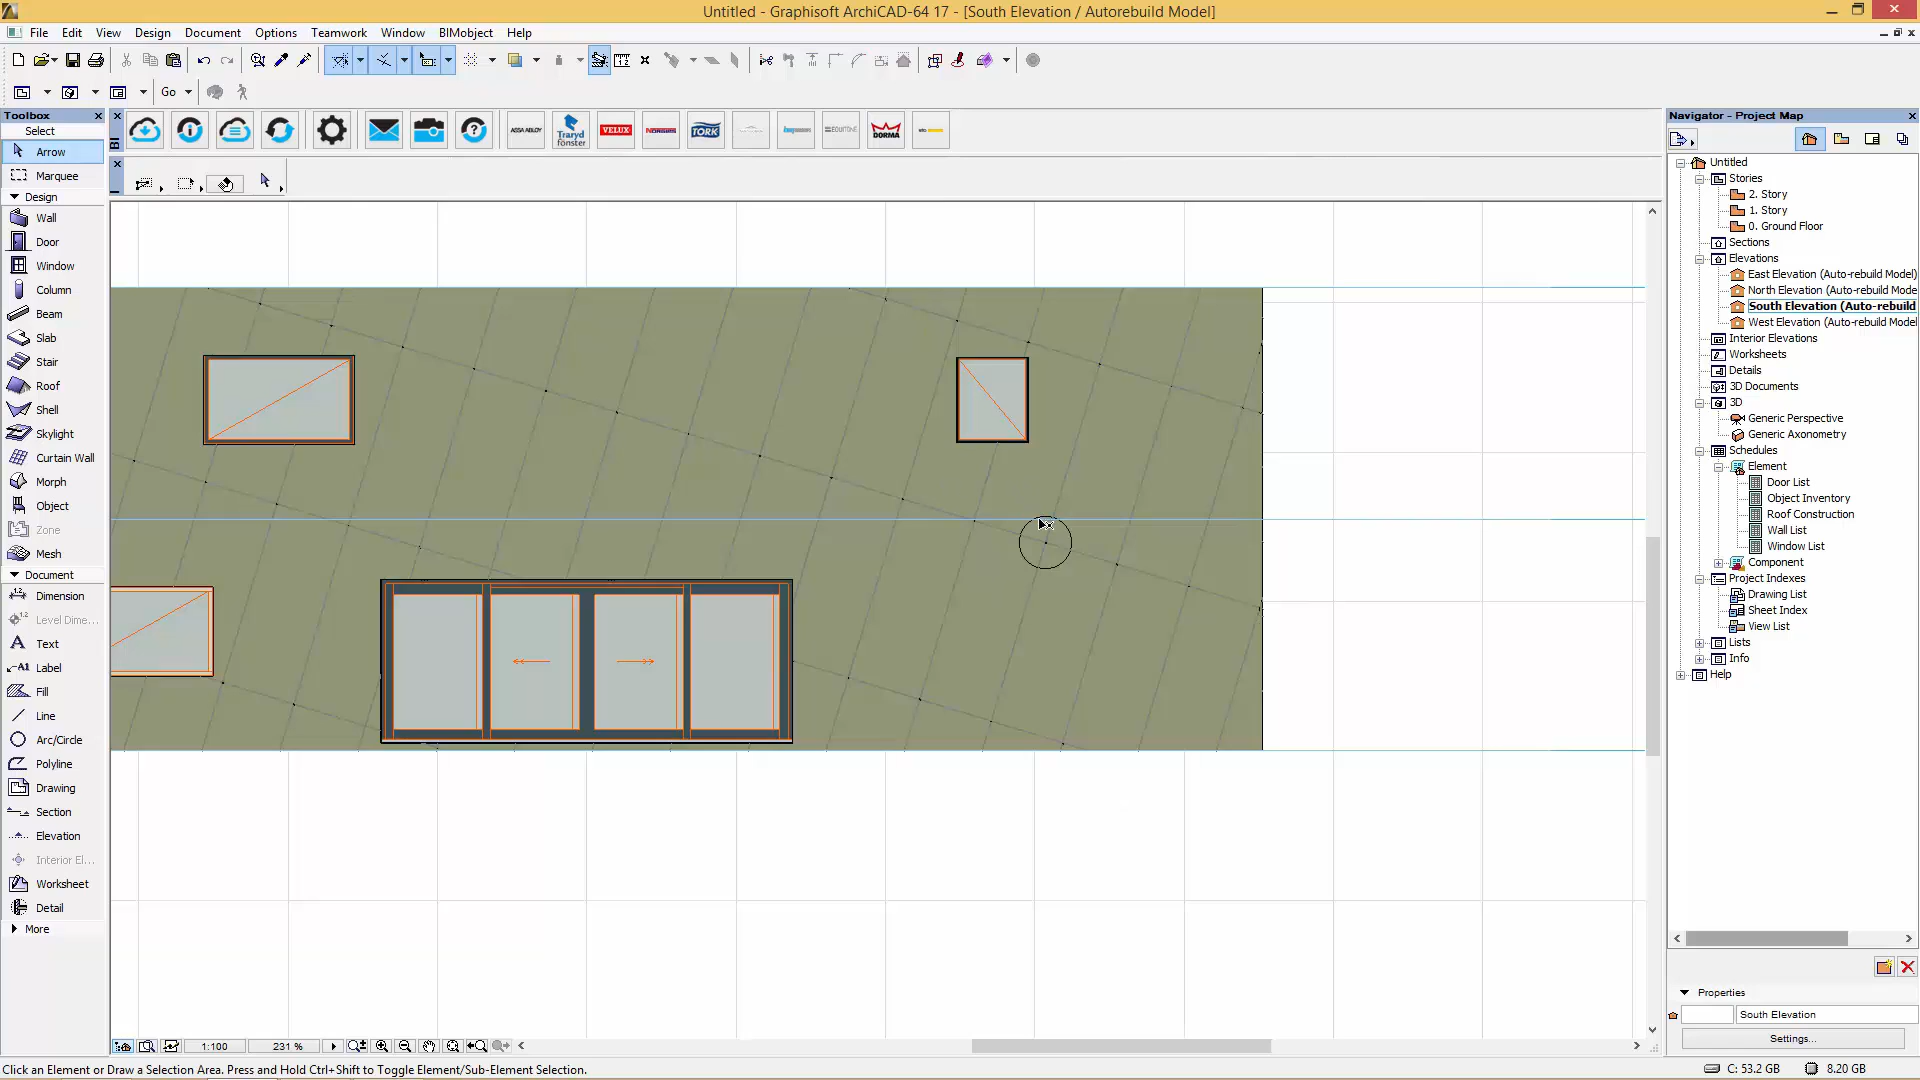 Untitled - Graphisoft ArchiCAD-64 17 - [South Elevation / Autorebuild Model]
File Edit View Design Document Options Teamwork Window BIMobject Help
Go
Toolbox
Select
Arrow
Marquee
Design
Wall
Door
Window
Column
Beam
Slab
Stair
Roof
Shell
Skylight
Curtain Wall
Morph
Object
Zone
Mesh
Document
Dimension
Level Dime...
Text
Label
Fill
Line
Arc/Circle
Polyline
Drawing
Section
Elevation
Interior El...
Worksheet
Detail
More
BI
ASSA ABLOY
Traryd fönster
VELUX
TORK
EQUITONE
DORMA
1:100
231 %
Click an Element or Draw a Selection Area. Press and Hold Ctrl+Shift to Toggle Element/Sub-Element Selection.
Navigator - Project Map
Untitled
Stories
2. Story
1. Story
0. Ground Floor
Sections
Elevations
East Elevation (Auto-rebuild Model)
North Elevation (Auto-rebuild Mode
South Elevation (Auto-rebuild
West Elevation (Auto-rebuild Model
Interior Elevations
Worksheets
Details
3D Documents
3D
Generic Perspective
Generic Axonometry
Schedules
Element
Door List
Object Inventory
Roof Construction
Wall List
Window List
Component
Project Indexes
Drawing List
Sheet Index
View List
Lists
Info
Help
Properties
South Elevation
Settings...
C: 53.2 GB
8.20 GB